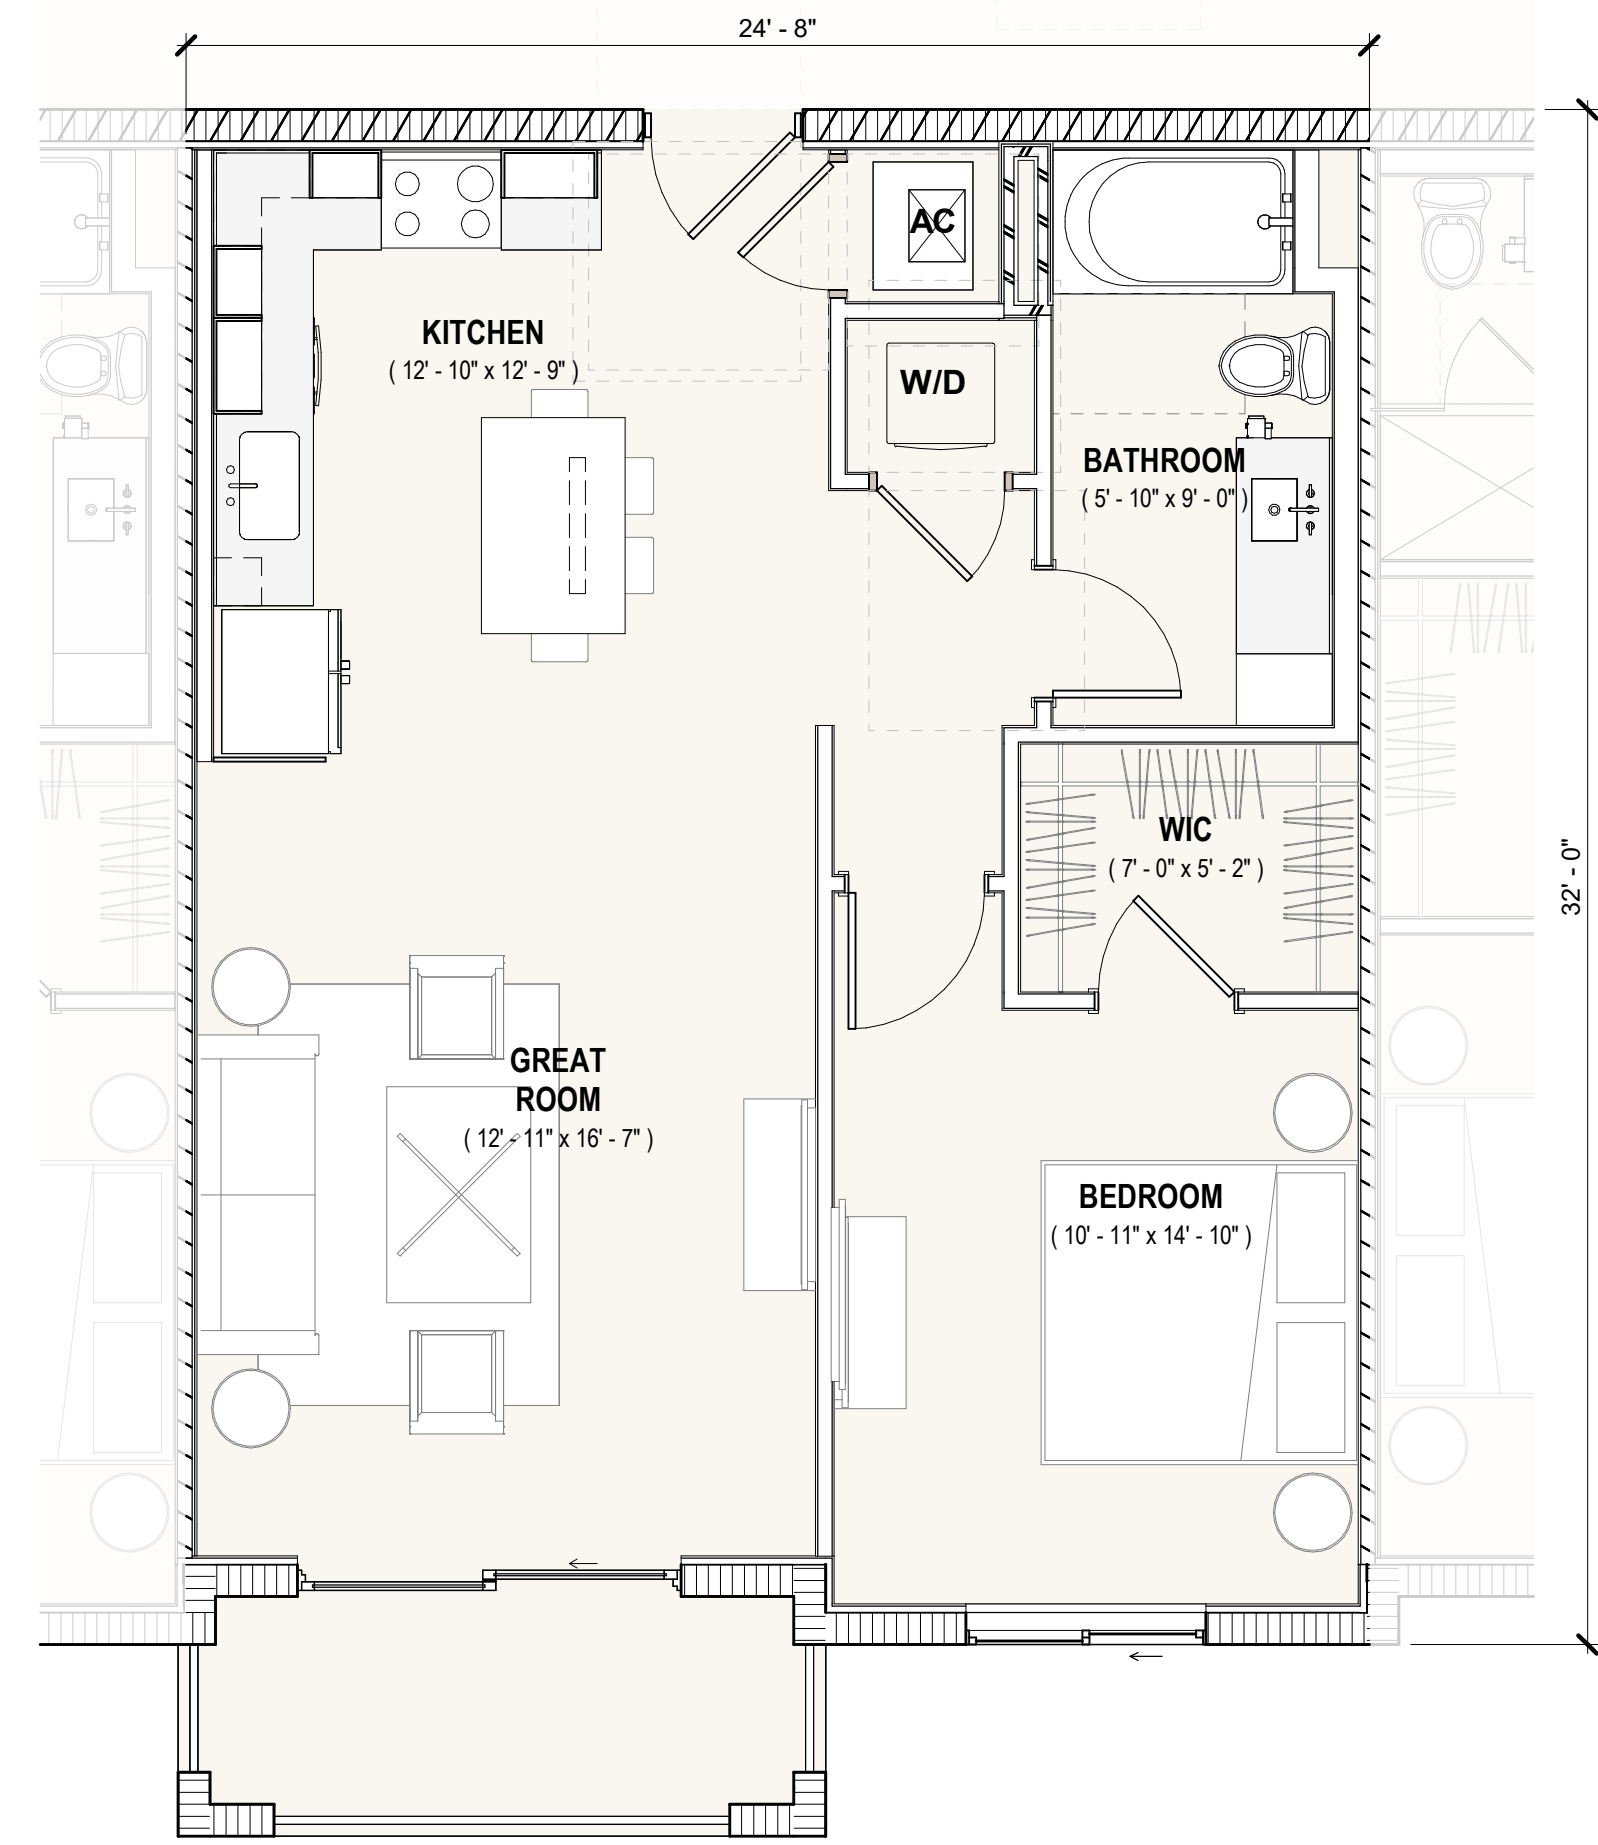 24' - 8"
AC
KITCHEN
( 12' - 10" x 12' - 9" )
W/D
BATHROOM
( 5' - 10" x 9' - 0" )
WIC
( 7' - 0" x 5' - 2" )
32' - 0"
GREAT
ROOM
( 12' - 11" x 16' - 7" )
BEDROOM
( 10' - 11" x 14' - 10" )